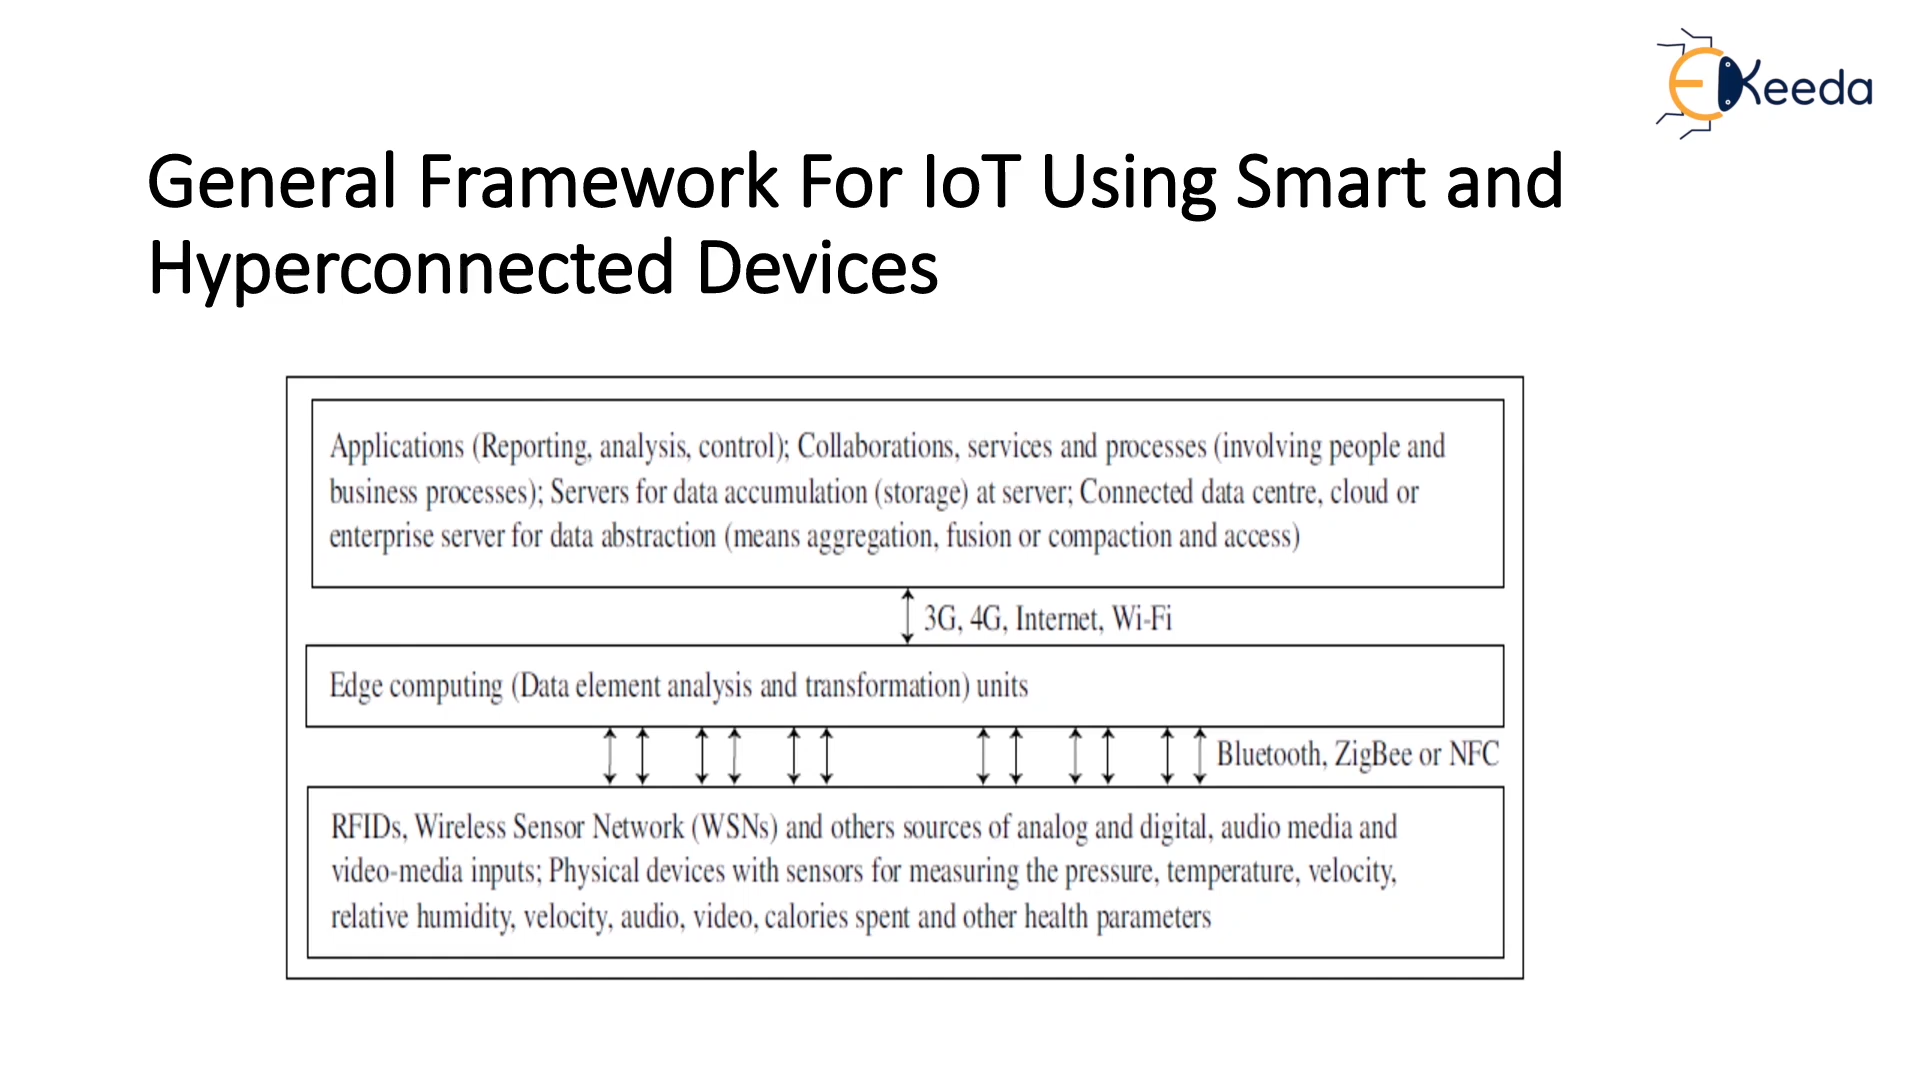 EKeeda
General Framework For IoT Using Smart and
Hyperconnected Devices
Applications (Reporting, analysis, control); Collaborations, services and processes (involving people and
business processes); Servers for data accumulation (storage) at server; Connected data centre, cloud or
enterprise server for data abstraction (means aggregation, fusion or compaction and access)
3G, 4G, Internet, Wi-Fi
Edge computing (Data element analysis and transformation) units
Bluetooth, ZigBee or NFC
RFIDs, Wireless Sensor Network (WSNs) and others sources of analog and digital, audio media and
video-media inputs; Physical devices with sensors for measuring the pressure, temperature, velocity,
relative humidity, velocity, audio, video, calories spent and other health parameters